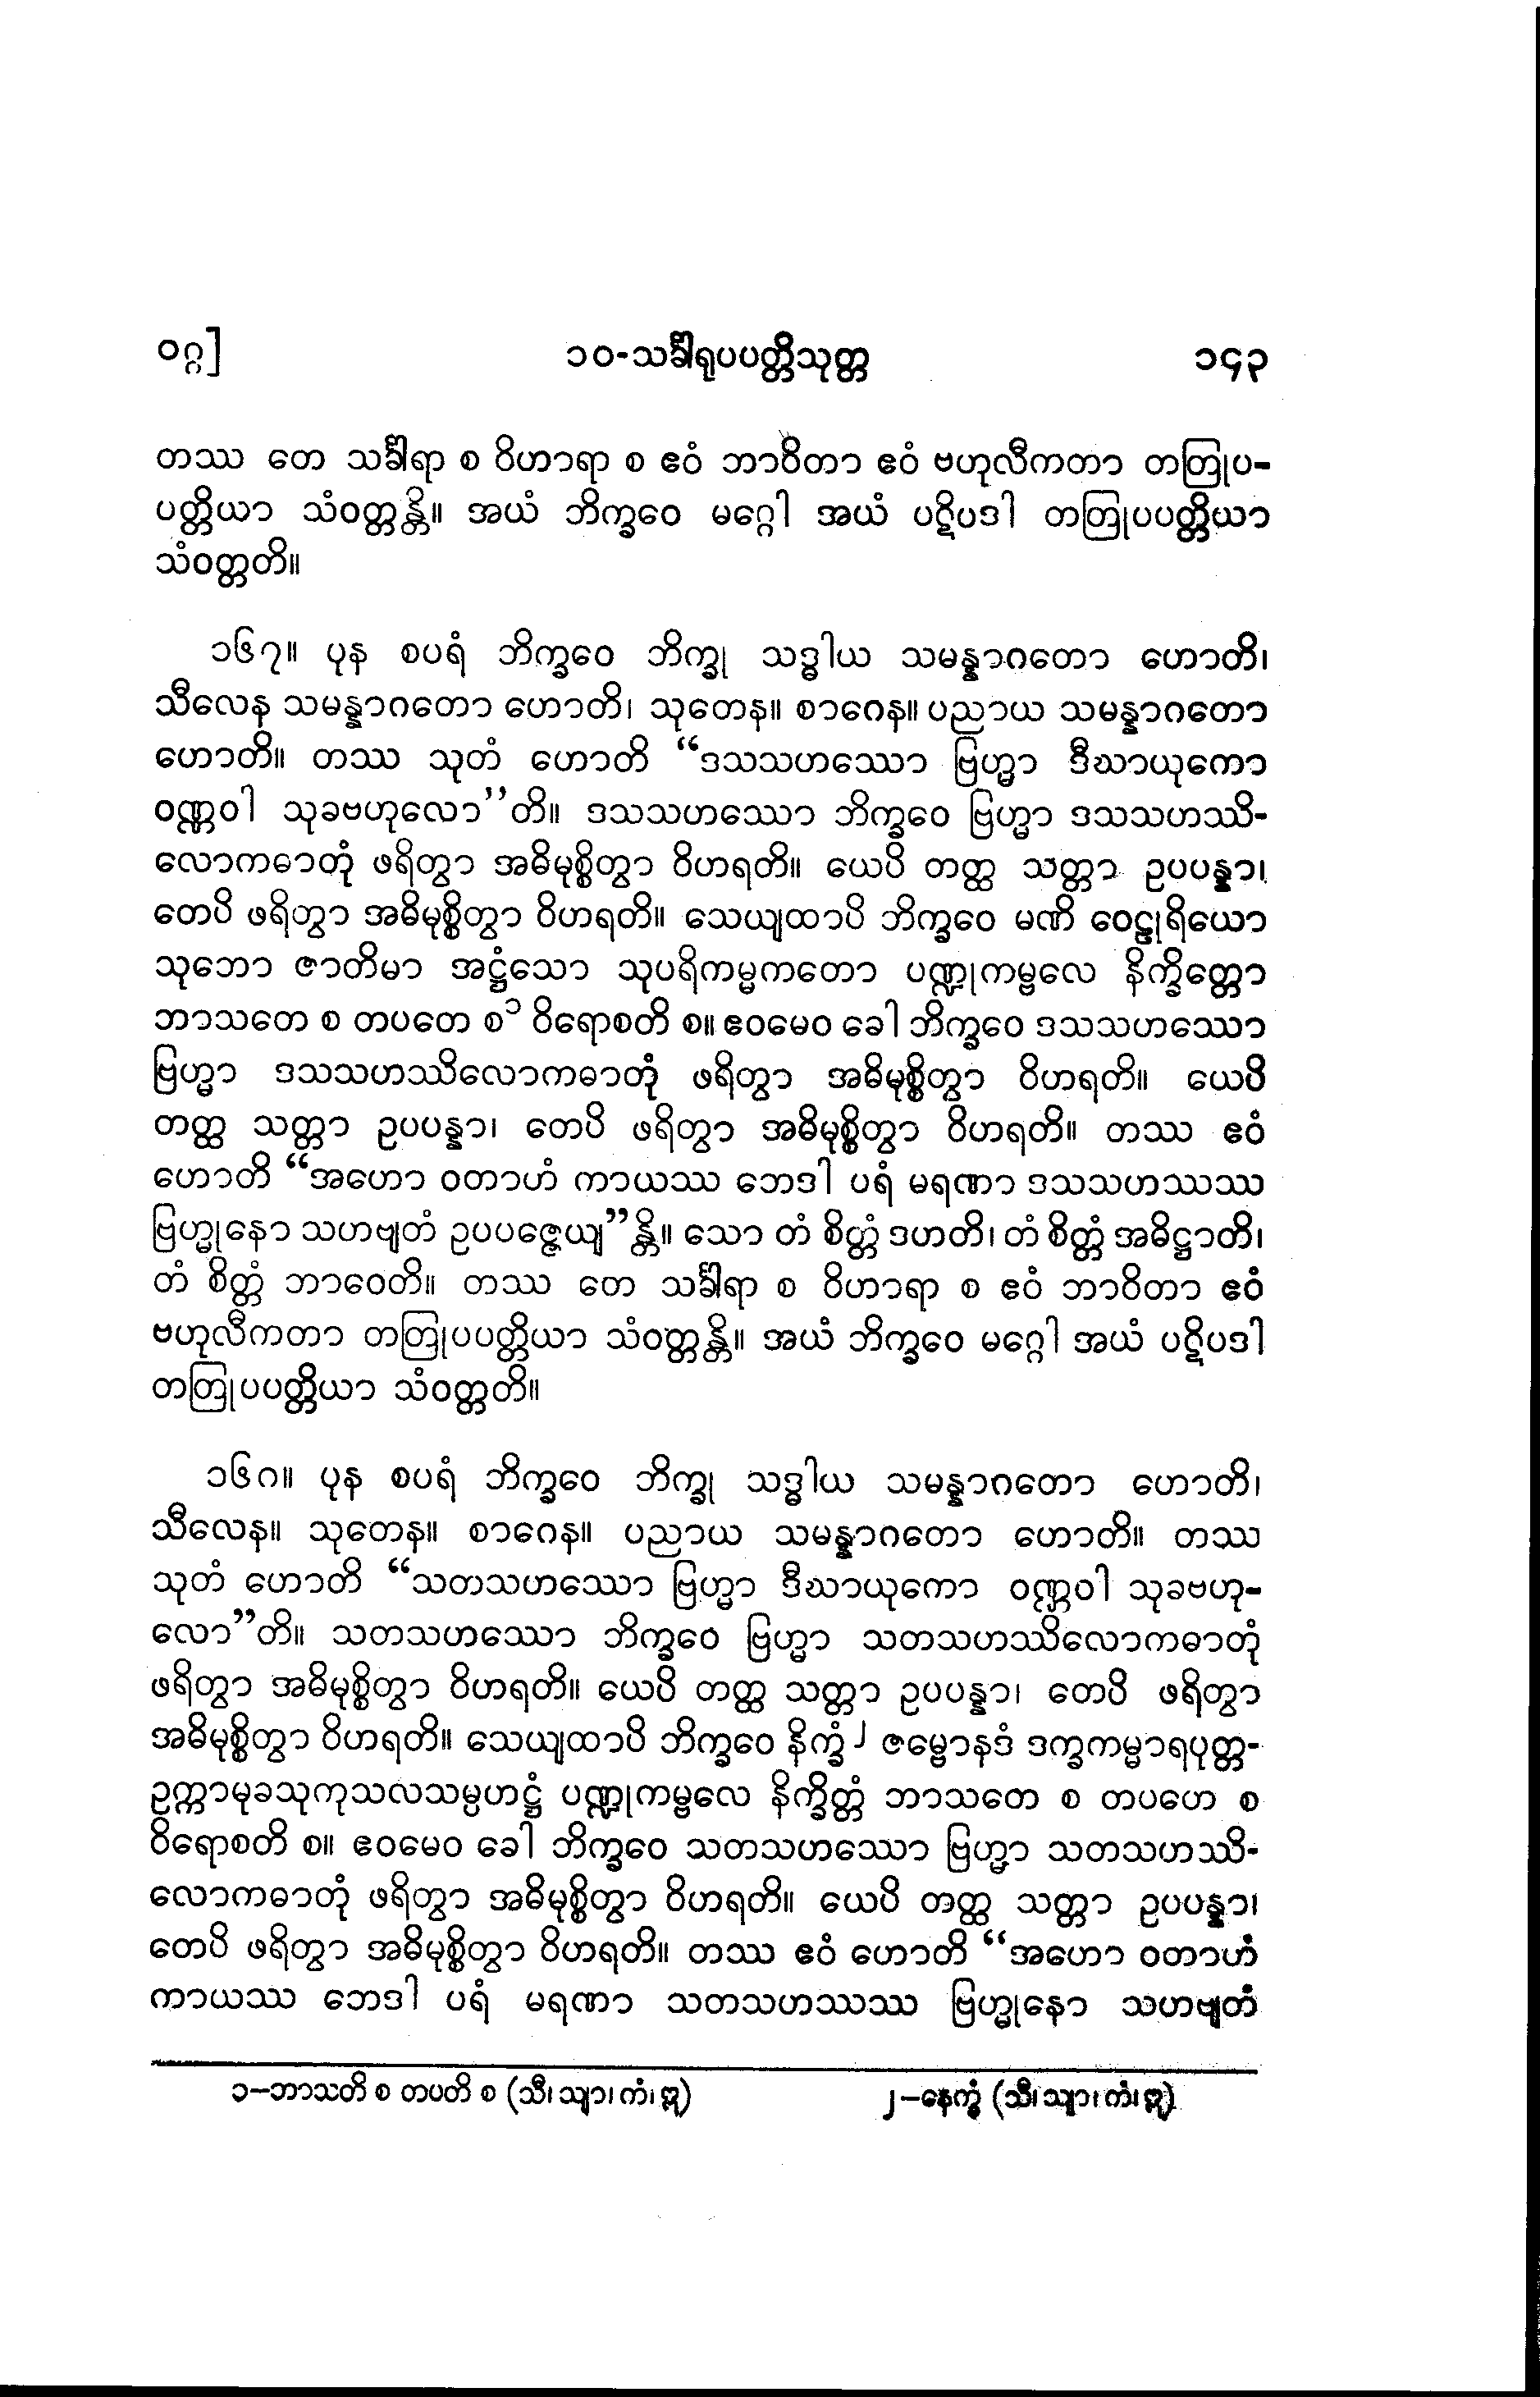 ဝဂ္ဂ]
၁၀-သင်္ခါရုပပတ္တိသုတ္တ
၁၄၃
တဿ တေ သင်္ခါရာ စ ဝိဟာရာ စ ဧဝံ ဘာဝိတာ ဧဝံ ဗဟုလီကတာ တတြုပ-
ပတ္တိယာ သံဝတ္တန္တိ။ အယံ ဘိက္ခဝေ မဂ္ဂေါ အယံ ပဋိပဒါ တတြုပပတ္တိယာ
သံဝတ္တတိ။
၁၆၇။ ပုန စပရံ ဘိက္ခဝေ ဘိက္ခု သဒ္ဓါယ သမန္နာဂတော ဟောတိ၊
သီလေန သမန္နာဂတော ဟောတိ၊ သုတေန။ စာဂေန။ ပညာယ သမန္နာဂတော
ဟောတိ။ တဿ သုတံ ဟောတိ “ဒသသဟဿော ဗြဟ္မာ ဒီဃာယုကော
ဝဏ္ဏဝါ သုခဗဟုလော”တိ။ ဒသသဟဿော ဘိက္ခဝေ ဗြဟ္မာ ဒသသဟဿိ-
လောကဓာတုံ ဖရိတွာ အဓိမုစ္စိတွာ ဝိဟရတိ။ ယေပိ တတ္ထ သတ္တာ ဥပပန္နာ၊
တေပိ ဖရိတွာ အဓိမုစ္စိတွာ ဝိဟရတိ။ သေယျထာပိ ဘိက္ခဝေ မဏိ ဝေဠုရိယော
သုဘော ဇာတိမာ အဋ္ဌံသော သုပရိကမ္မကတော ပဏ္ဍုကမ္ဗလေ နိက္ခိတ္တော
ဘာသတေ စ တပတေ စ၁ ဝိရောစတိ စ။ ဧဝမေဝ ခေါ ဘိက္ခဝေ ဒသသဟဿော
ဗြဟ္မာ ဒသသဟဿိလောကဓာတုံ ဖရိတွာ အဓိမုစ္စိတွာ ဝိဟရတိ။ ယေပိ
တတ္ထ သတ္တာ ဥပပန္နာ၊ တေပိ ဖရိတွာ အဓိမုစ္စိတွာ ဝိဟရတိ။ တဿ ဧဝံ
ဟောတိ “အဟော ဝတာဟံ ကာယဿ ဘေဒါ ပရံ မရဏာ ဒသသဟဿဿ
ဗြဟ္မုနော သဟဗျတံ ဥပပဇ္ဇေယျ”န္တိ။ သော တံ စိတ္တံ ဒဟတိ၊ တံ စိတ္တံ အဓိဋ္ဌာတိ၊
တံ စိတ္တံ ဘာဝေတိ။ တဿ တေ သင်္ခါရာ စ ဝိဟာရာ စ ဧဝံ ဘာဝိတာ ဧဝံ
ဗဟုလီကတာ တတြုပပတ္တိယာ သံဝတ္တန္တိ။ အယံ ဘိက္ခဝေ မဂ္ဂေါ အယံ ပဋိပဒါ
တတြုပပတ္တိယာ သံဝတ္တတိ။
၁၆၈။ ပုန စပရံ ဘိက္ခဝေ ဘိက္ခု သဒ္ဓါယ သမန္နာဂတော ဟောတိ၊
သီလေန။ သုတေန။ စာဂေန။ ပညာယ သမန္နာဂတော ဟောတိ။ တဿ
သုတံ ဟောတိ “သတသဟဿော ဗြဟ္မာ ဒီဃာယုကော ဝဏ္ဏဝါ သုခဗဟု-
လော”တိ။ သတသဟဿော ဘိက္ခဝေ ဗြဟ္မာ သတသဟဿိလောကဓာတုံ
ဖရိတွာ အဓိမုစ္စိတွာ ဝိဟရတိ။ ယေပိ တတ္ထ သတ္တာ ဥပပန္နာ၊ တေပိ ဖရိတွာ
အဓိမုစ္စိတွာ ဝိဟရတိ။ သေယျထာပိ ဘိက္ခဝေ နိက္ခံ၂ ဇမ္ဗောနဒံ ဒက္ခကမ္မာရပုတ္တ-
ဥက္ကာမုခသုကုသလသမ္ပဟဋ္ဌံ ပဏ္ဍုကမ္ဗလေ နိက္ခိတ္တံ ဘာသတေ စ တပတေ စ
ဝိရောစတိ စ။ ဧဝမေဝ ခေါ ဘိက္ခဝေ သတသဟဿော ဗြဟ္မာ သတသဟဿိ-
လောကဓာတုံ ဖရိတွာ အဓိမုစ္စိတွာ ဝိဟရတိ။ ယေပိ တတ္ထ သတ္တာ ဥပပန္နာ၊
တေပိ ဖရိတွာ အဓိမုစ္စိတွာ ဝိဟရတိ။ တဿ ဧဝံ ဟောတိ “အဟော ဝတာဟံ
ကာယဿ ဘေဒါ ပရံ မရဏာ သတသဟဿဿ ဗြဟ္မုနော သဟဗျတံ
၁–ဘာသတိ စ တပတိ စ (သီ၊ သျာ၊ ကံ၊ ဣ)
၂–နေက္ခံ (သီ၊ သျာ၊ ကံ၊ ဣ)